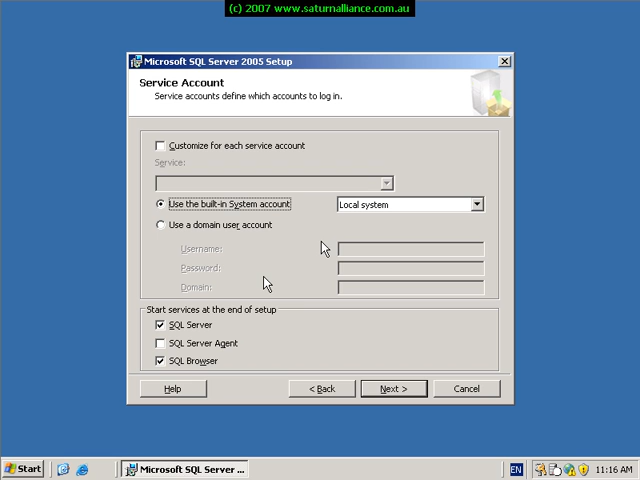 (c) 2007 www.saturnalliance.com.au
Microsoft SQL Server 2005 Setup
Service Account
Service accounts define which accounts to log in.
Customize for each service account
Service:
Use the built-in System account
Local system
Use a domain user account
Username:
Password:
Domain:
Start services at the end of setup
SQL Server
SQL Server Agent
SQL Browser
Help
< Back
Next >
Cancel
Start
Microsoft SQL Server ...
EN
11:16 AM